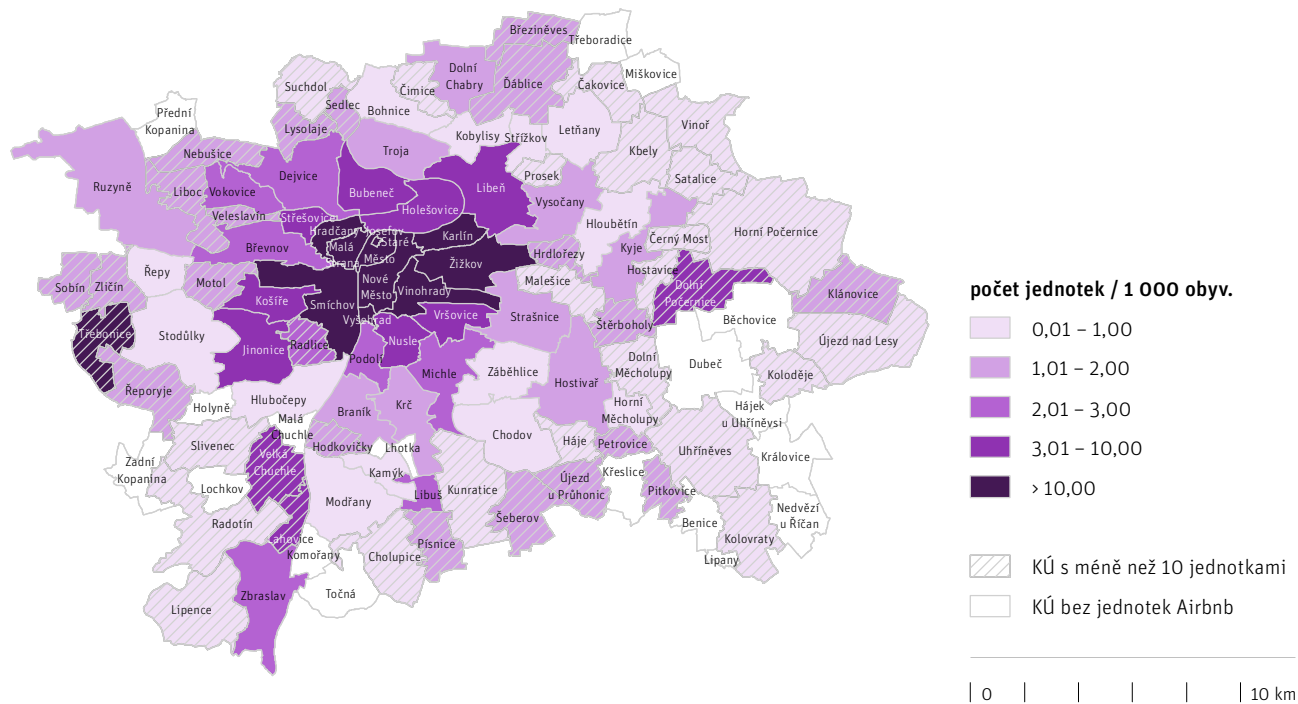 Březiněves
Třeboradice
Miškovice
Dolní
Chabry
Ďáblice
Čakovice
Suchdol
Čimice
Sedlec
Bohnice
Přední
Kopanina
Lysolaje
Kobylisy
Střížkov
Letňany
Vinoř
Nebušice
Troja
Kbely
Ruzyně
Dejvice
Prosek
Satalice
Liboc
Vokovice
Bubeneč
Libeň
Vysočany
Holešovice
Veleslavín
Střešovice
Hloubětín
Horní Počernice
Hradčany
Josefov
Karlín
Černý Most
Břevnov
Malá
Strana
Staré
Město
Kyje
Hrdlořezy
Žižkov
Hostavice
Řepy
Malešice
Dolní
Počernice
Sobín
Zličín
Motol
Nové
Město
Vinohrady
Klánovice
Košíře
Smíchov
Vyšehrad
Vršovice
Strašnice
Štěrboholy
Běchovice
Třebonice
Stodůlky
Jinonice
Radlice
Podolí
Nusle
Újezd nad Lesy
Dolní
Měcholupy
Dubeč
Michle
Záběhlice
Koloděje
Řeporyje
Hostivař
Hlubočepy
Holyně
Braník
Krč
Horní
Měcholupy
Hájek
u Uhříněvsi
Malá
Chuchle
Slivenec
Hodkovičky
Lhotka
Chodov
Háje
Petrovice
Uhříněves
Královice
Velká
Chuchle
Zadní
Kopanina
Lochkov
Kamýk
Kunratice
Újezd
u Průhonic
Křeslice
Pitkovice
Modřany
Libuš
Nedvězí
u Říčan
Radotín
Šeberov
Benice
Lahovice
Komořany
Cholupice
Písnice
Kolovraty
Lipany
Zbraslav
Točná
Lipence
počet jednotek / 1 000 obyv.
0,01 – 1,00
1,01 – 2,00
2,01 – 3,00
3,01 – 10,00
> 10,00
KÚ s méně než 10 jednotkami
KÚ bez jednotek Airbnb
0
10 km